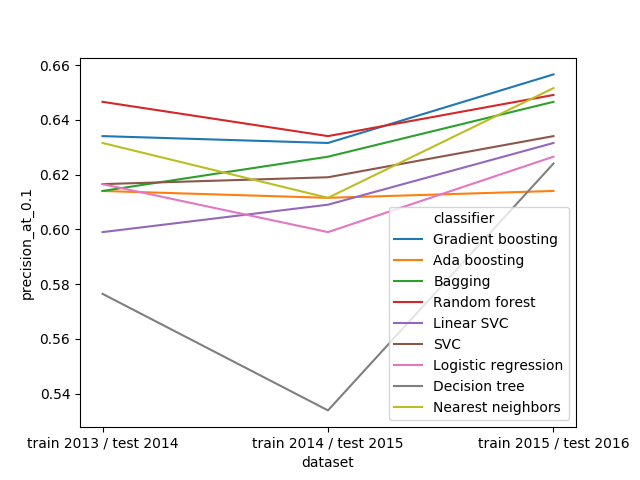 0.66
0.64
0.62
0.60
0.58
0.56
0.54
precision_at_0.1
classifier
Gradient boosting
Ada boosting
Bagging
Random forest
Linear SVC
SVC
Logistic regression
Decision tree
Nearest neighbors
train 2013 / test 2014
train 2014 / test 2015
train 2015 / test 2016
dataset